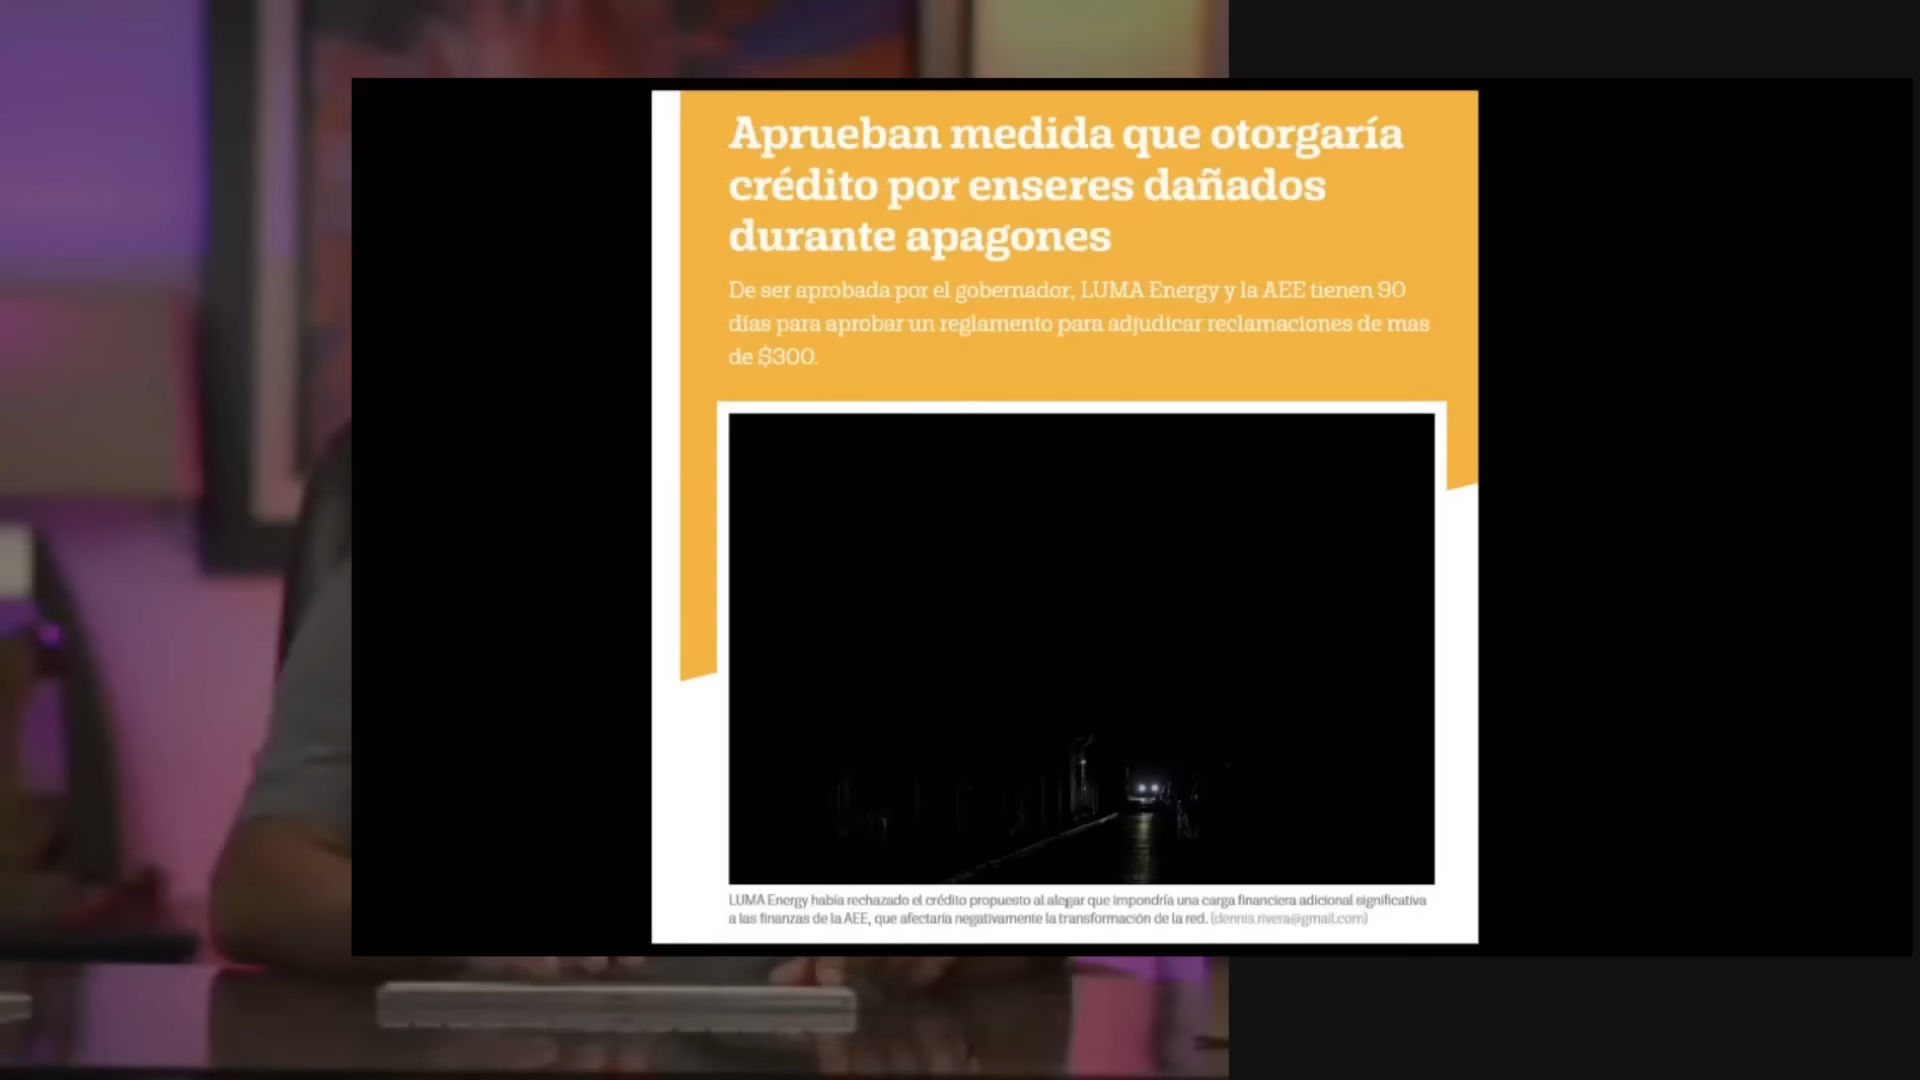 Aprueban medida que otorgaría
crédito por enseres dañados
durante apagones
De ser aprobada por el gobernador, LUMA Energy y la AEE tienen 90
días para aprobar un reglamento para adjudicar reclamaciones de mas
de $300.
LUMA Energy había rechazado el crédito propuesto al alegar que impondría una carga financiera adicional significativa
a las finanzas de la AEE, que afectaría negativamente la transformación de la red. (dennis.rivera@gmail.com)